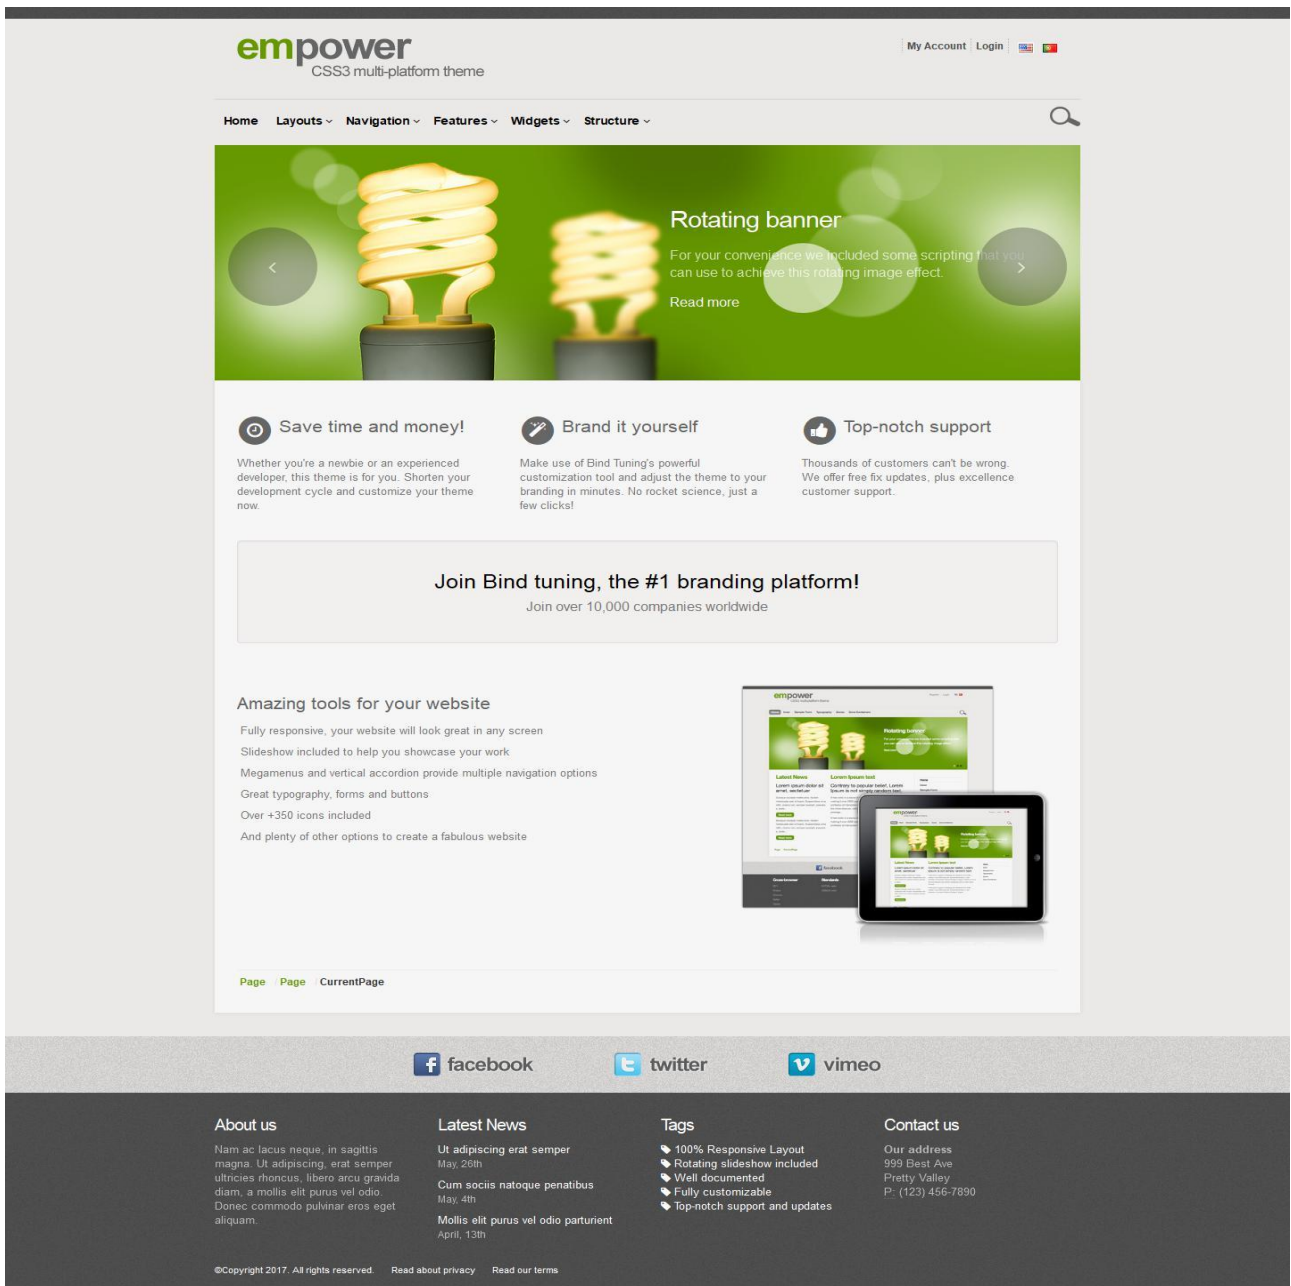 empower
CSS3 multi-platform theme
My Account Login
Home Layouts Navigation Features Widgets Structure
Rotating banner
For your convenience we included some scripting that you
can use to achieve this rotating image effect.
Read more
Save time and money!
Whether you're a newbie or an experienced
developer, this theme is for you. Shorten your
development cycle and customize your theme
now.
Brand it yourself
Make use of Bind Tuning's powerful
customization tool and adjust the theme to your
branding in minutes. No rocket science, just a
few clicks!
Top-notch support
Thousands of customers can't be wrong.
We offer free fix updates, plus excellence
customer support.
Join Bind tuning, the #1 branding platform!
Join over 10,000 companies worldwide
Amazing tools for your website
Fully responsive, your website will look great in any screen
Slideshow included to help you showcase your work
Megamenus and vertical accordion provide multiple navigation options
Great typography, forms and buttons
Over +350 icons included
And plenty of other options to create a fabulous website
empower
Rotating banner
Latest News
Lorem Ipsum text
facebook
empower
Page / Page / CurrentPage
facebook
twitter
vimeo
About us
Nam ac lacus neque, in sagittis
magna. Ut adipiscing, erat semper
ultricies rhoncus, libero arcu gravida
diam, a mollis elit purus vel odio.
Donec commodo pulvinar eros eget
aliquam.
Latest News
Ut adipiscing erat semper
May, 26th
Cum sociis natoque penatibus
May, 4th
Mollis elit purus vel odio parturient
April, 13th
Tags
100% Responsive Layout
Rotating slideshow included
Well documented
Fully customizable
Top-notch support and updates
Contact us
Our address
999 Best Ave
Pretty Valley
P: (123) 456-7890
©Copyright 2017. All rights reserved. Read about privacy Read our terms